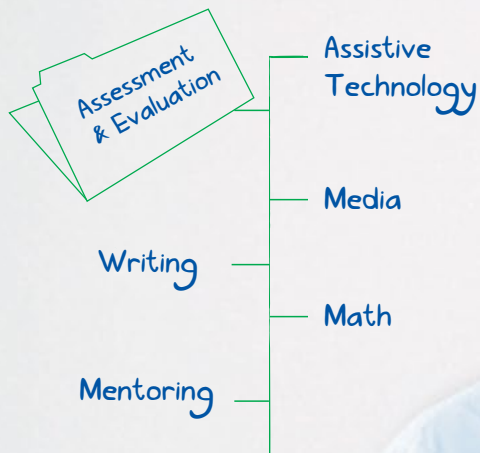 Assessment
& Evaluation
Assistive
Technology
Media
Writing
Math
Mentoring